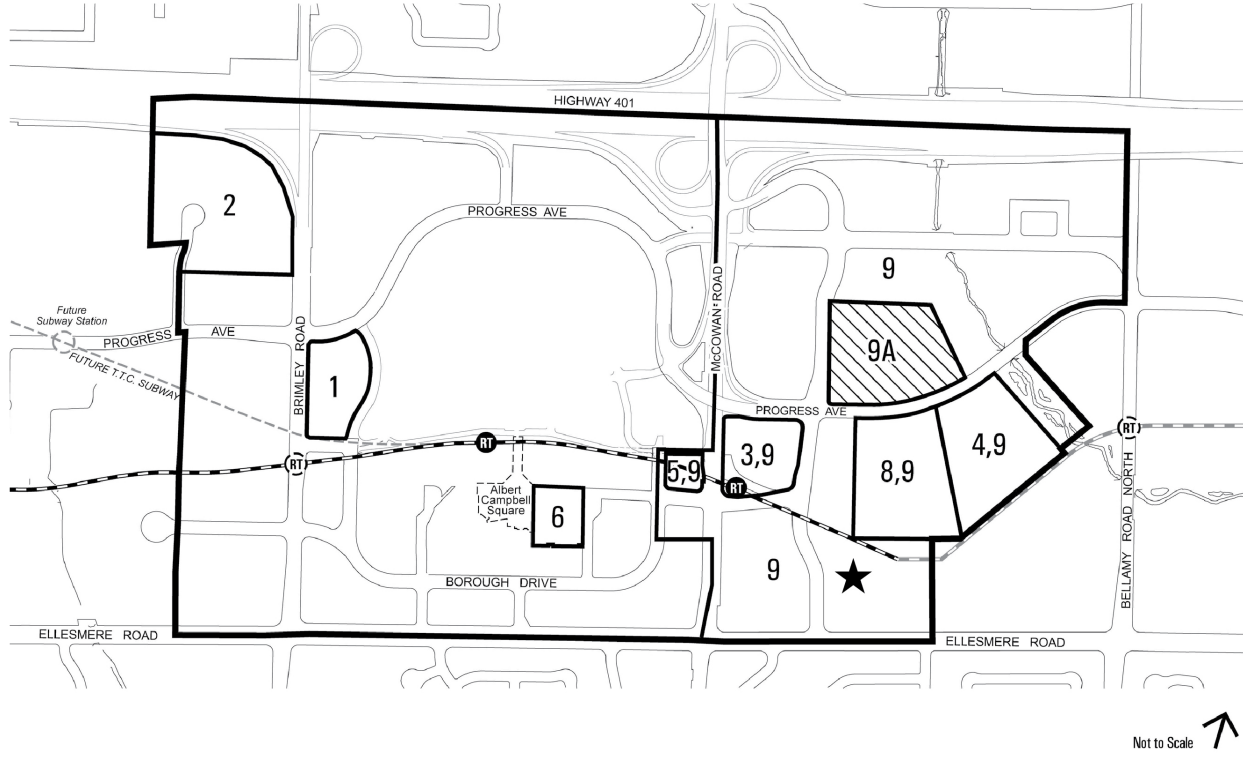 HIGHWAY 401
2
PROGRESS AVE
McCOWAN ROAD
9
Future
Subway Station
PROGRESS AVE
FUTURE T.T.C. SUBWAY
BRIMLEY ROAD
1
9A
PROGRESS AVE
RT
RT
RT
RT
5,9
3,9
8,9
4,9
BELLAMY ROAD NORTH
Albert
Campbell
Square
6
9
BOROUGH DRIVE
ELLESMERE ROAD
ELLESMERE ROAD
Not to Scale